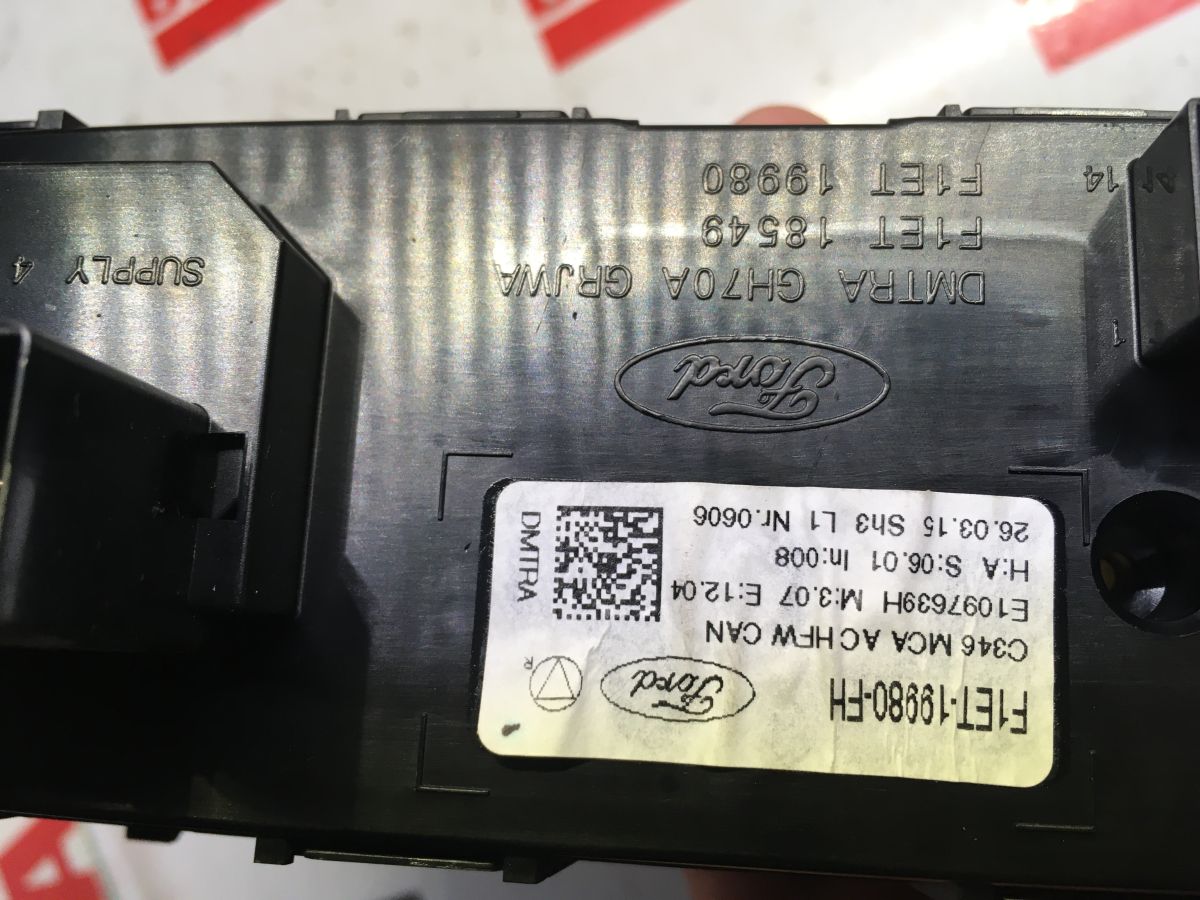 F1ET-19980-FH
Ford
R
C346 MCA AC HFW CAN
E1097639H M:3.07 E:12.04
H:A S:06.01 In:008
26.03.15 Sh3 L1 Nr.0606
DMTRA
Ford
1
DMTRA GH70A GRJWA
SUPPLY 4
F1ET 18549
F1ET 19980
14